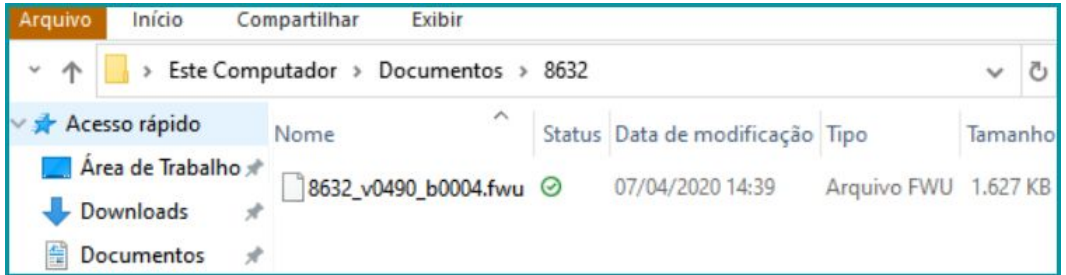 Arquivo Início Compartilhar Exibir
Este Computador > Documentos > 8632
Acesso rápido
Nome Status Data de modificação Tipo Tamanho
Área de Trabalho
8632_v0490_b0004.fwu 07/04/2020 14:39 Arquivo FWU 1.627 KB
Downloads
Documentos